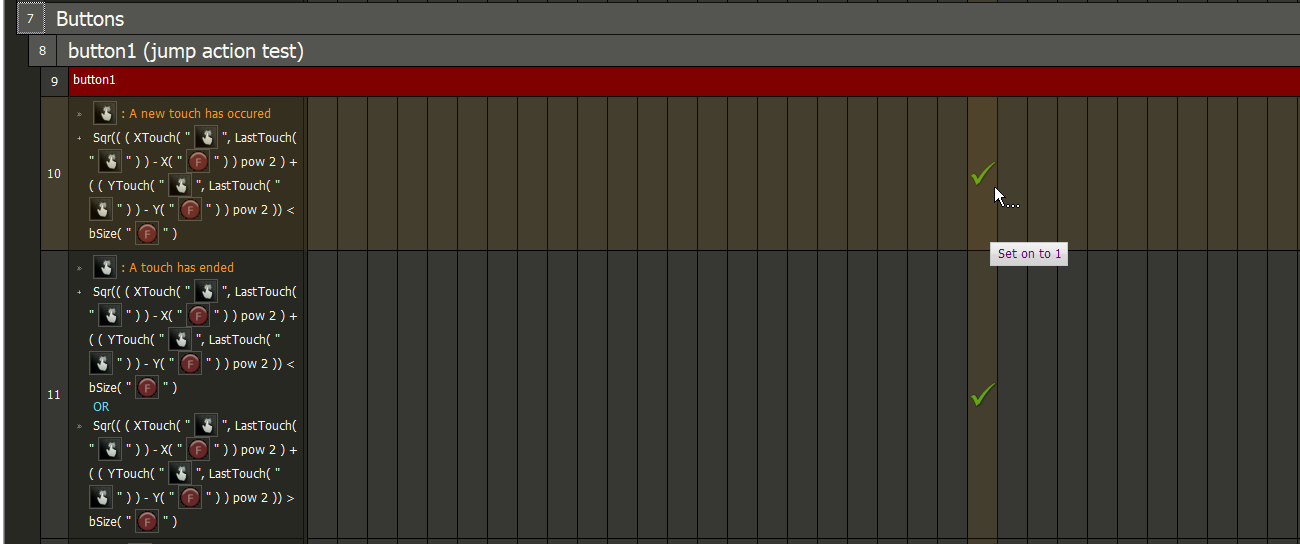 7 Buttons
8 button1 (jump action test)
9 button1
» : A new touch has occured
+ Sqr(( ( XTouch( " ", LastTouch(
" " ) ) - X( " F " ) ) pow 2 ) +
( ( YTouch( " ", LastTouch( "
" ) ) - Y( " F " ) ) pow 2 )) <
bSize( " F " )
10
Set on to 1
» : A touch has ended
+ Sqr(( ( XTouch( " ", LastTouch(
" " ) ) - X( " F " ) ) pow 2 ) +
( ( YTouch( " ", LastTouch( "
" ) ) - Y( " F " ) ) pow 2 )) <
bSize( " F " )
11
OR
» Sqr(( ( XTouch( " ", LastTouch(
" " ) ) - X( " F " ) ) pow 2 ) +
( ( YTouch( " ", LastTouch( "
" ) ) - Y( " F " ) ) pow 2 )) >
bSize( " F " )